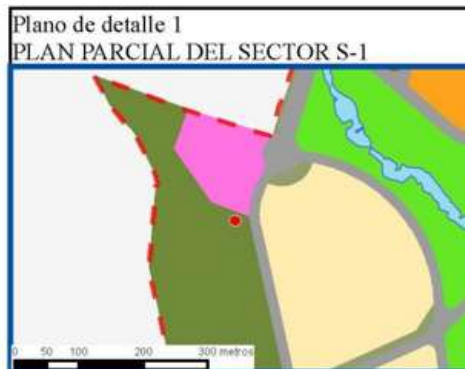 Plano de detalle 1
PLAN PARCIAL DEL SECTOR S-1
0 50 100 200 300 metros